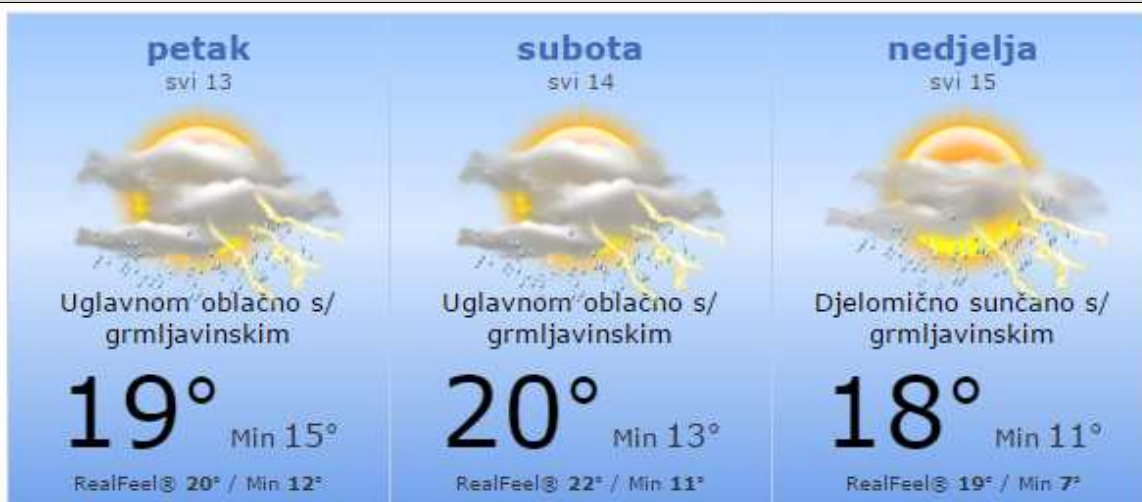 petak
svi 13
Uglavnom oblačno s/
grmljavinskim
19° Min 15°
RealFeel® 20° / Min 12°
subota
svi 14
Uglavnom oblačno s/
grmljavinskim
20° Min 13°
RealFeel® 22° / Min 11°
nedjelja
svi 15
Djelomično sunčano s/
grmljavinskim
18° Min 11°
RealFeel® 19° / Min 7°